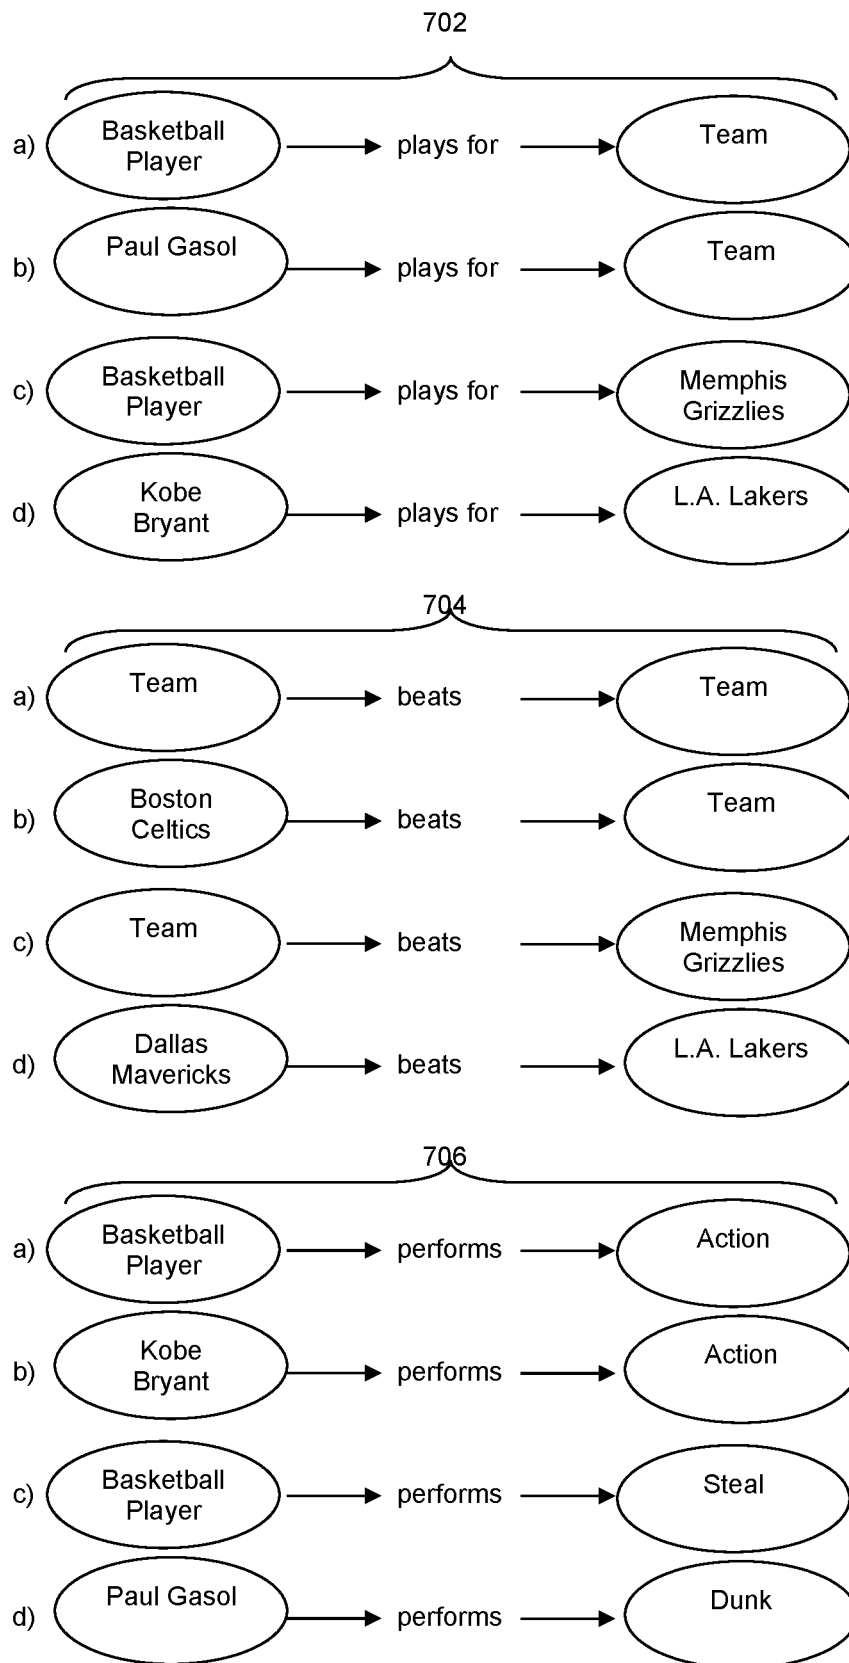 702
a) Basketball Player plays for Team
b) Paul Gasol plays for Team
c) Basketball Player plays for Memphis Grizzlies
d) Kobe Bryant plays for L.A. Lakers
704
a) Team beats Team
b) Boston Celtics beats Team
c) Team beats Memphis Grizzlies
d) Dallas Mavericks beats L.A. Lakers
706
a) Basketball Player performs Action
b) Kobe Bryant performs Action
c) Basketball Player performs Steal
d) Paul Gasol performs Dunk